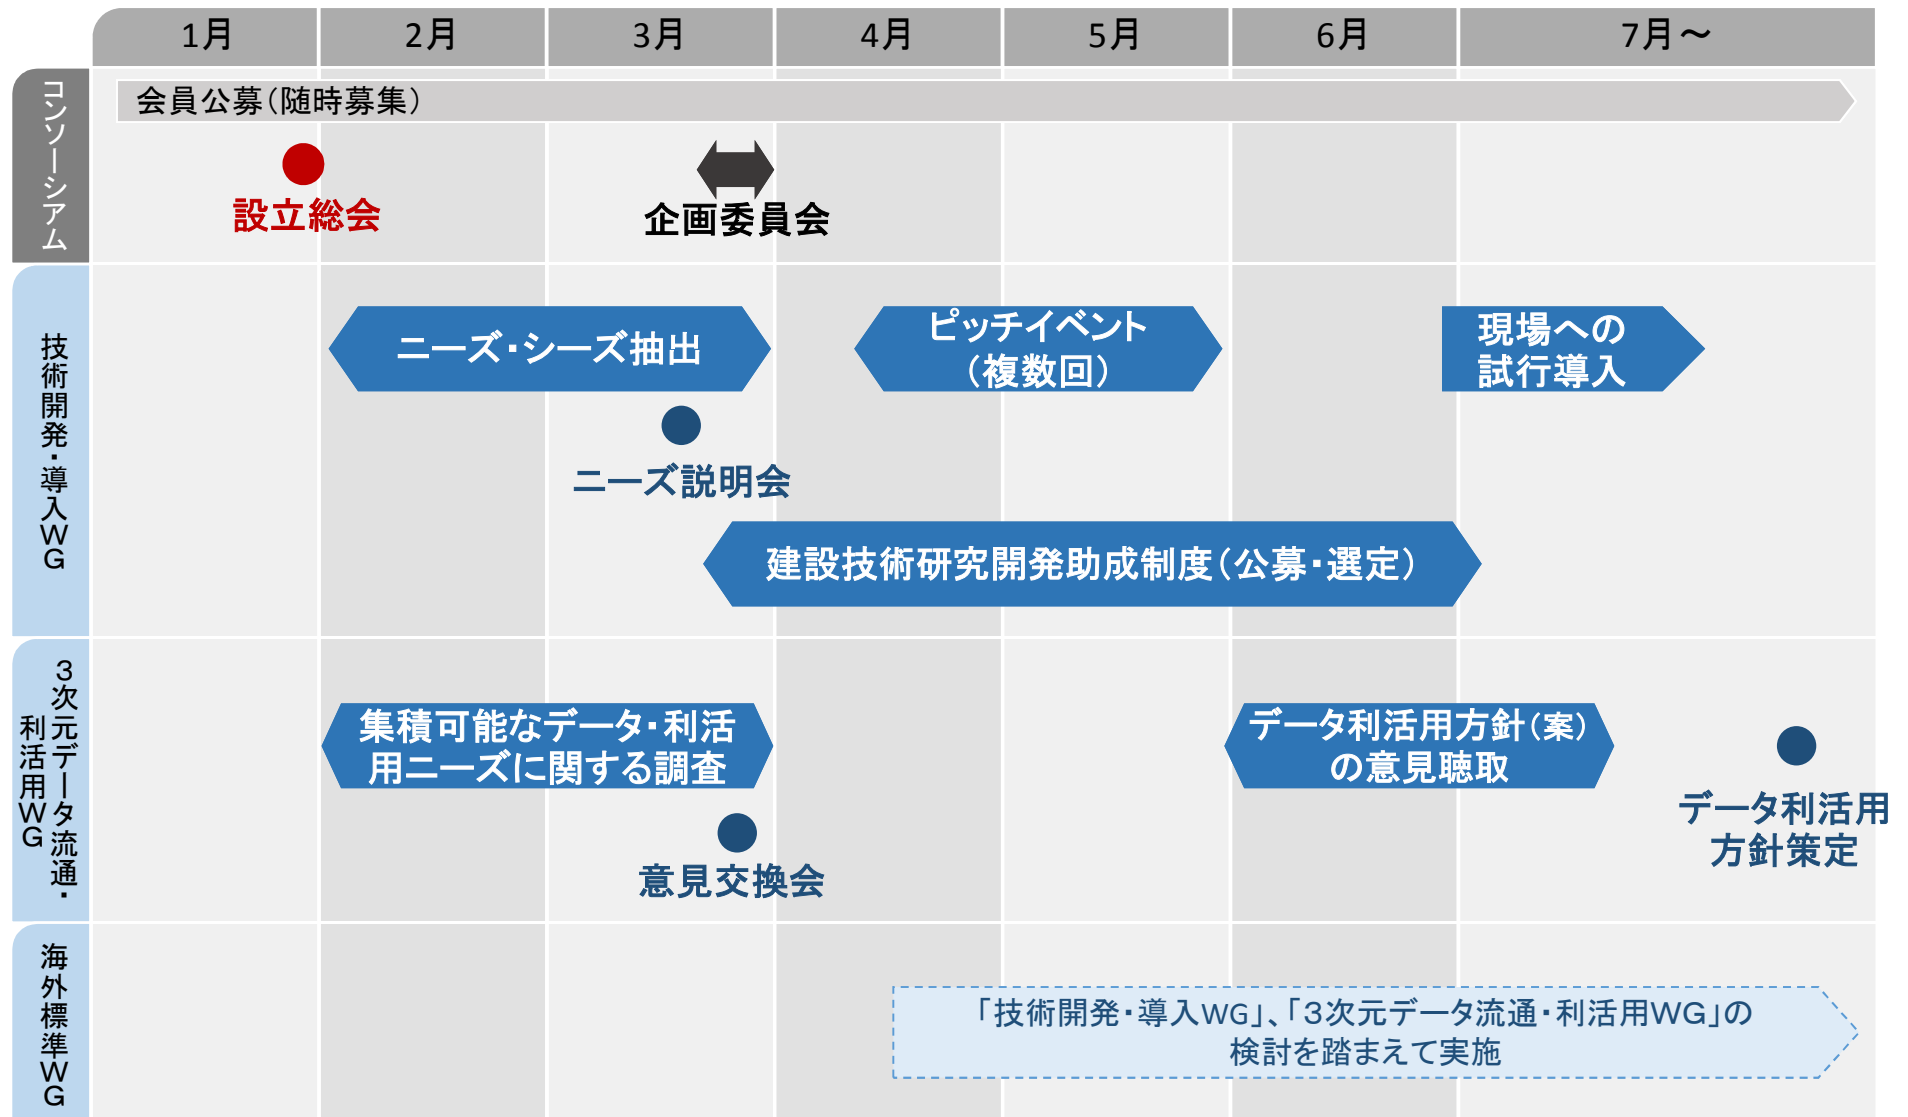 1月
2月
3月
4月
5月
6月
7月～
コンソーシアム
会員公募（随時募集）
設立総会
企画委員会
技術開発・導入WG
ニーズ・シーズ抽出
ピッチイベント
（複数回）
現場への
試行導入
ニーズ説明会
建設技術研究開発助成制度（公募・選定）
３次元データ流通・
利活用WG
集積可能なデータ・利活
用ニーズに関する調査
データ利活用方針（案）
の意見聴取
意見交換会
データ利活用
方針策定
海外標準WG
「技術開発・導入WG」、「３次元データ流通・利活用WG」の
検討を踏まえて実施